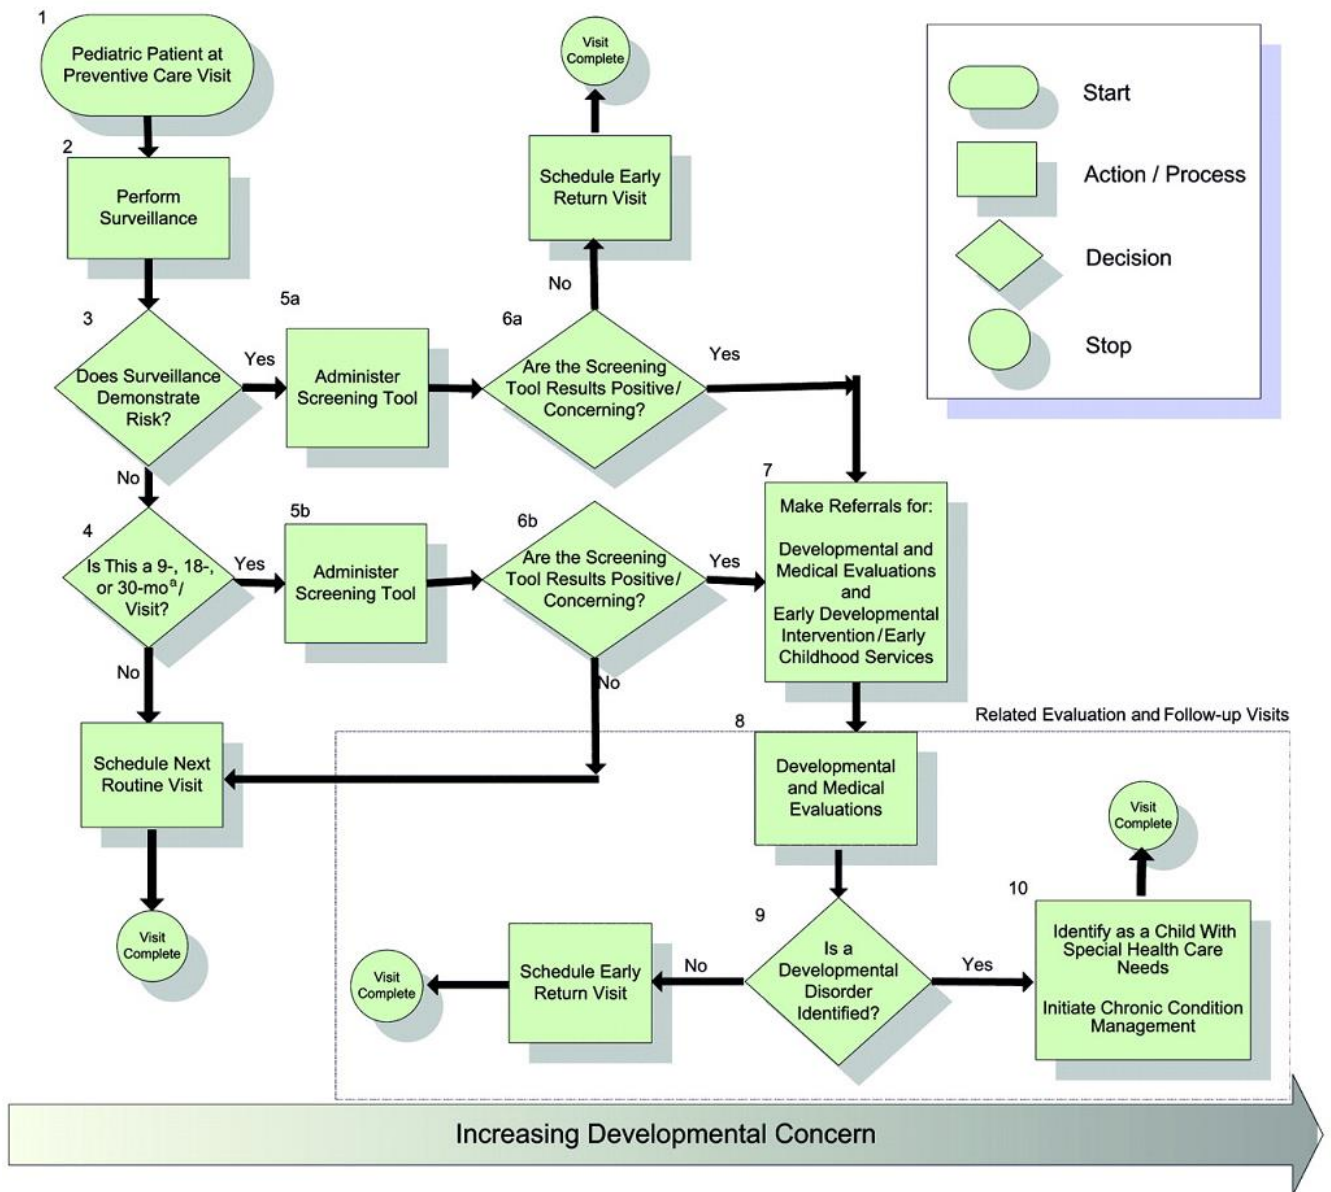 1
Pediatric Patient at
Preventive Care Visit
2
Perform
Surveillance
3
Does Surveillance
Demonstrate
Risk?
Yes
No
5a
Administer
Screening Tool
6a
Are the Screening
Tool Results Positive/
Concerning?
No
Yes
Schedule Early
Return Visit
Visit
Complete
4
Is This a 9-, 18-,
or 30-moᵃ/
Visit?
Yes
No
5b
Administer
Screening Tool
6b
Are the Screening
Tool Results Positive/
Concerning?
Yes
No
7
Make Referrals for:
Developmental and
Medical Evaluations
and
Early Developmental
Intervention/Early
Childhood Services
Schedule Next
Routine Visit
Visit
Complete
Related Evaluation and Follow-up Visits
8
Developmental
and Medical
Evaluations
9
Is a
Developmental
Disorder
Identified?
No
Yes
Schedule Early
Return Visit
Visit
Complete
10
Identify as a Child With
Special Health Care
Needs
Initiate Chronic Condition
Management
Visit
Complete
Start
Action / Process
Decision
Stop
Increasing Developmental Concern